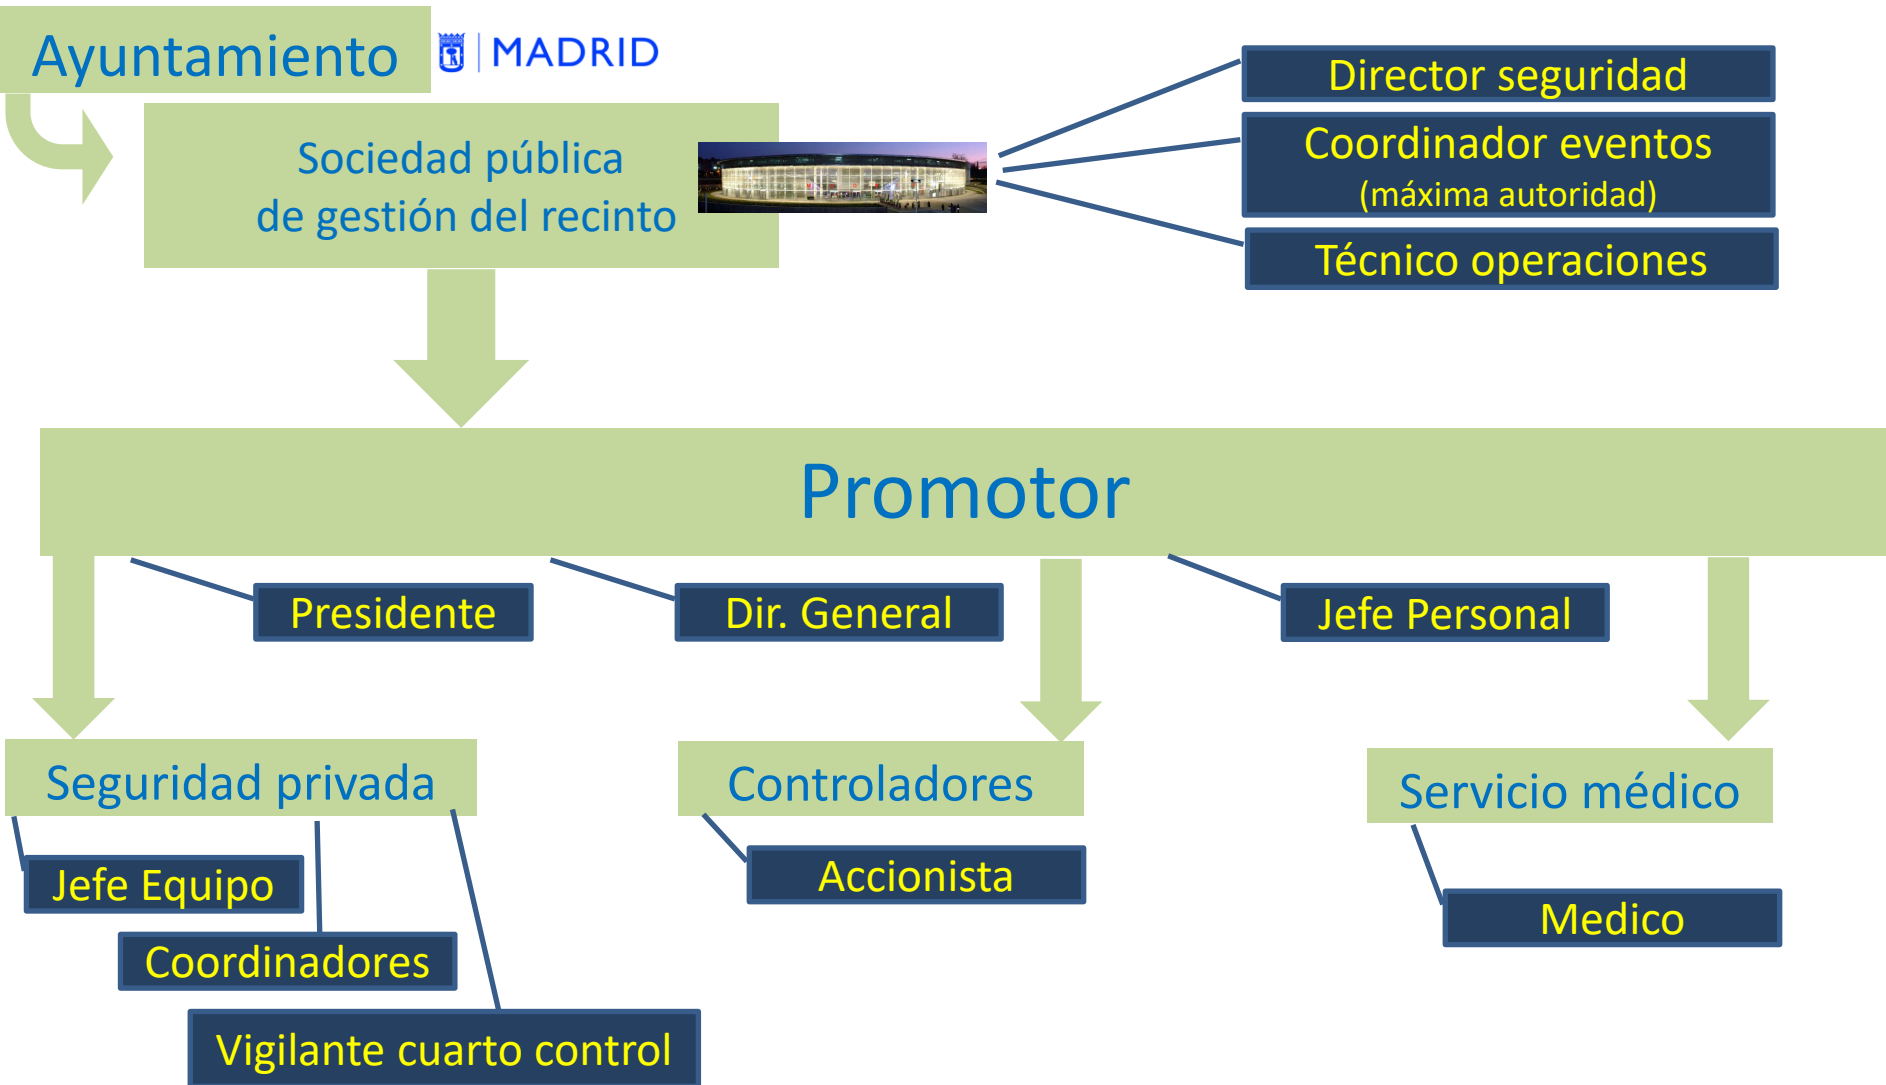 Ayuntamiento
MADRID
Director seguridad
Coordinador eventos
(máxima autoridad)
Técnico operaciones
Sociedad pública
de gestión del recinto
Promotor
Presidente
Dir. General
Jefe Personal
Seguridad privada
Controladores
Servicio médico
Jefe Equipo
Accionista
Medico
Coordinadores
Vigilante cuarto control